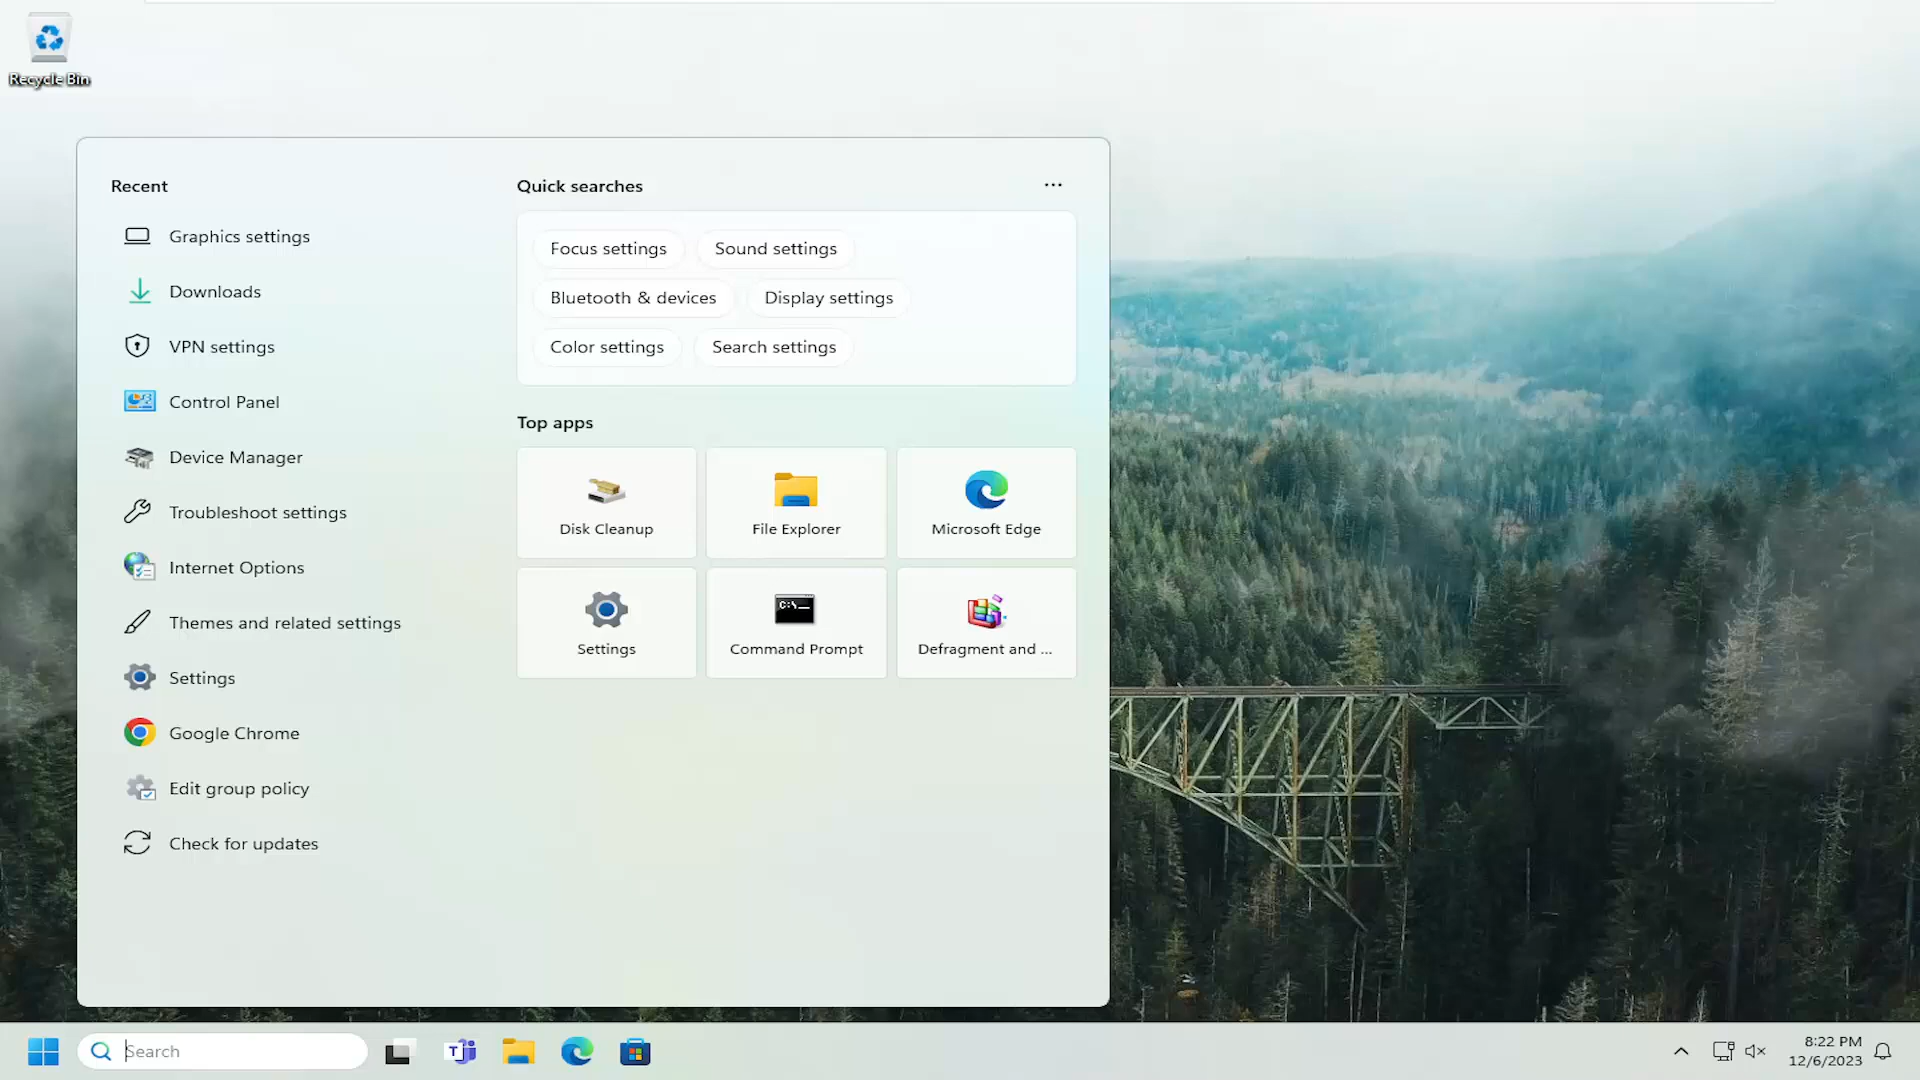 Recycle Bin
Recent
Graphics settings
Downloads
VPN settings
Control Panel
Device Manager
Troubleshoot settings
Internet Options
Themes and related settings
Settings
Google Chrome
Edit group policy
Check for updates
Quick searches
Focus settings
Sound settings
Bluetooth & devices
Display settings
Color settings
Search settings
Top apps
Disk Cleanup
File Explorer
Microsoft Edge
Settings
C:\_
Command Prompt
Defragment and ...
Search
T
8:22 PM
12/6/2023